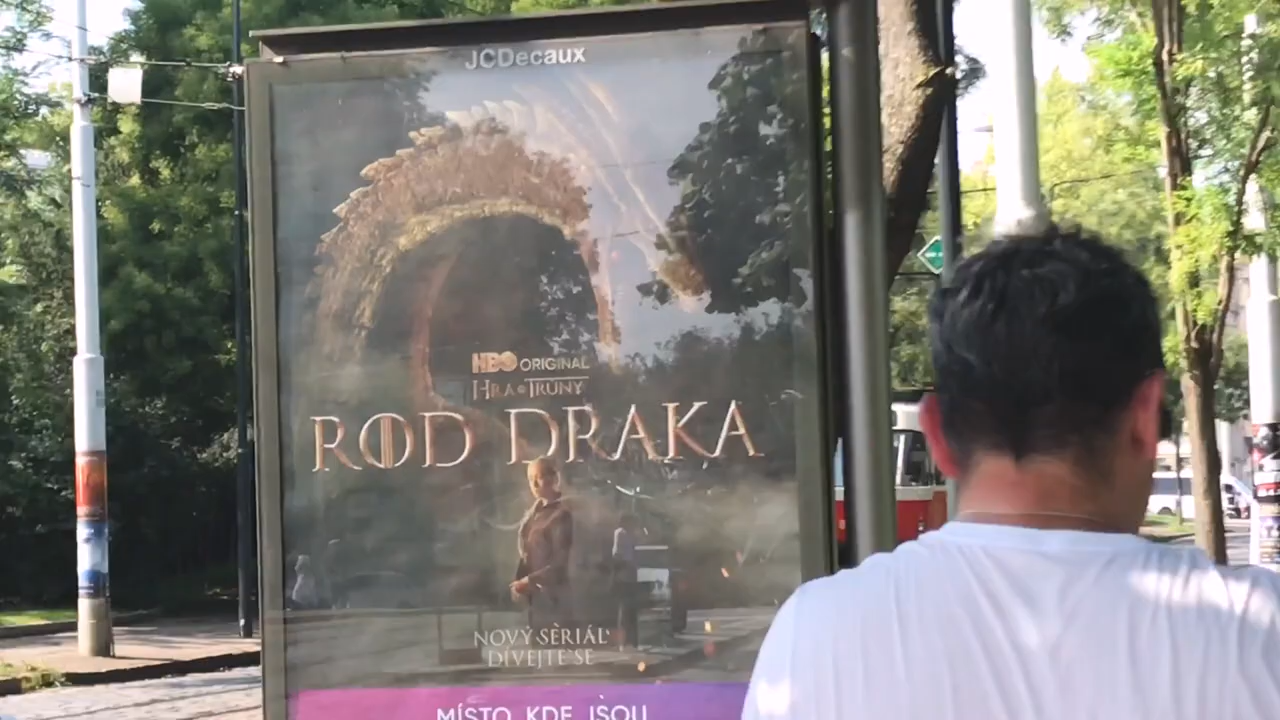 JCDecaux
HBO ORIGINAL
HRA O TRŮNY
ROD DRAKA
NOVÝ SERIÁL
DÍVEJTE SE
MÍSTO, KDE JSOU